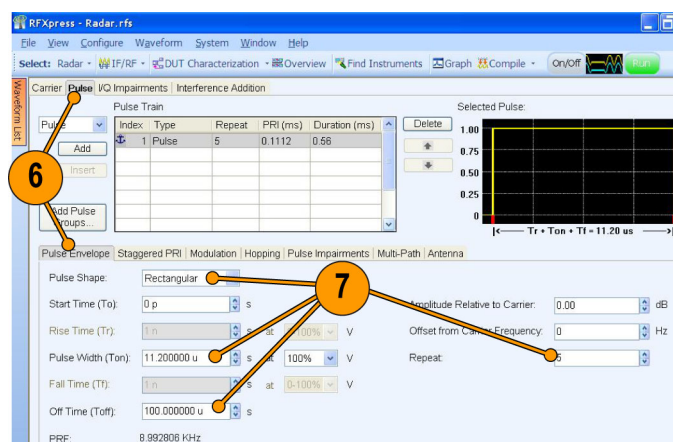 RFXpress - Radar.rfs
File View Configure Waveform System Window Help
Select: Radar IF/RF DUT Characterization Overview Find Instruments Graph Compile On/Off Run
Waveform List
Carrier Pulse I/Q Impairments Interference Addition
Pulse Train
Selected Pulse:
Pulse
Index Type Repeat PRI (ms) Duration (ms)
Delete
1 Pulse 5 0.1112 0.56
Add
Insert
Add Pulse
Groups...
1.00
0.75
0.50
0.25
0
Tr + Ton + Tf = 11.20 us
6
Pulse Envelope Staggered PRI Modulation Hopping Pulse Impairments Multi-Path Antenna
7
Pulse Shape: Rectangular
Start Time (To): 0 p s
Amplitude Relative to Carrier: 0.00 dB
Rise Time (Tr): 1 n s at 0-100% V
Offset from Carrier Frequency: 0 Hz
Pulse Width (Ton): 11.200000 u s at 100% V
Repeat: 5
Fall Time (Tf): 1 n s at 0-100% V
Off Time (Toff): 100.000000 u s
PRF: 8.992806 KHz